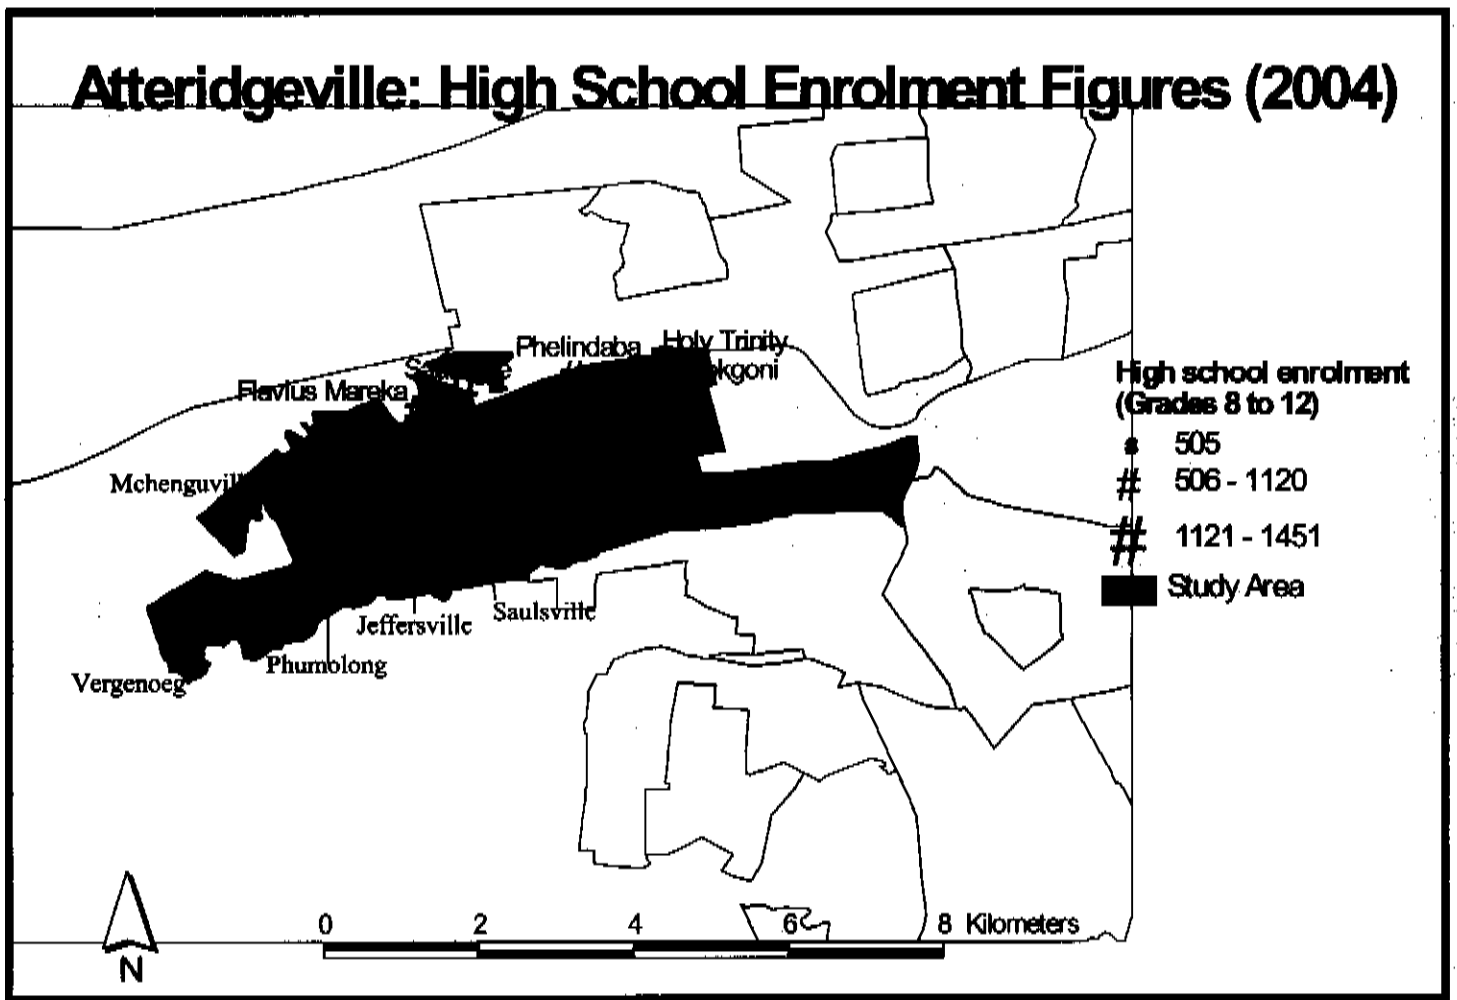 Atteridgeville: High School Enrolment Figures (2004)
Phelindaba
Holy Trinity
Flavius Mareka
High school enrolment
(Grades 8 to 12)
505
# 506 - 1120
# 1121 - 1451
Study Area
Jeffersville
Saulsville
Phumolong
Vergenoeg
0 2 4 6 8 Kilometers
N